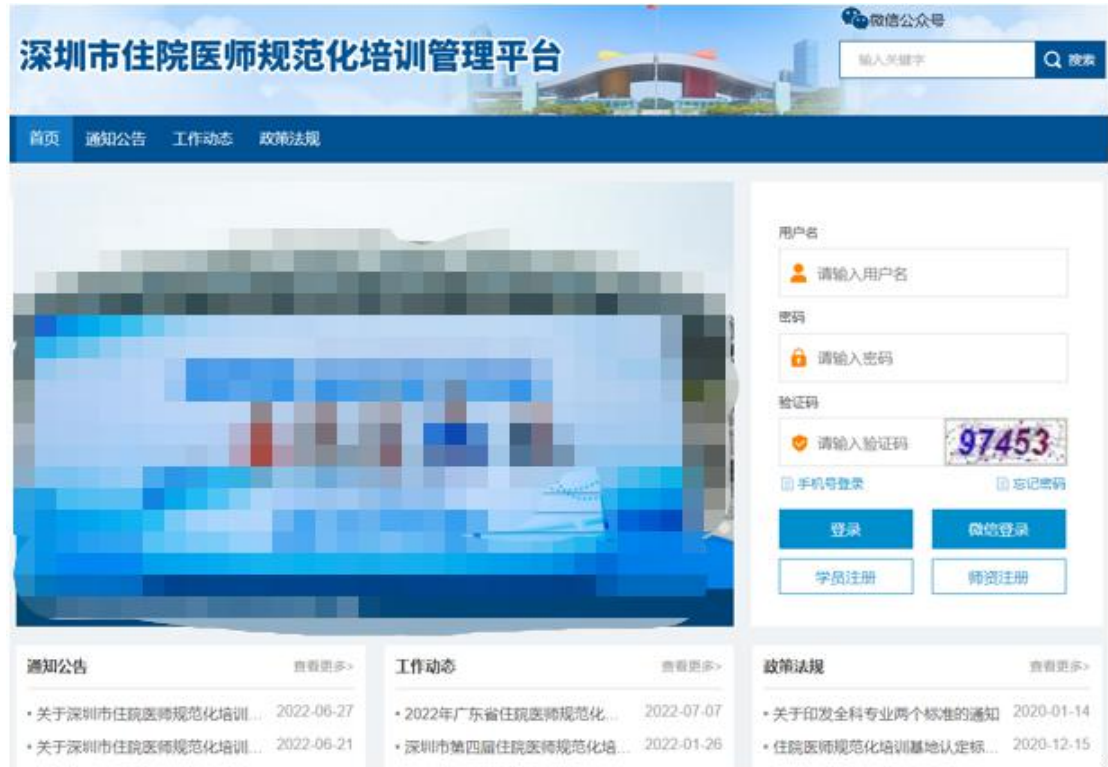 微信公众号
深圳市住院医师规范化培训管理平台
输入关键字
搜索
首页 通知公告 工作动态 政策法规
用户名
请输入用户名
密码
请输入密码
验证码
请输入验证码 97453
手机号登录 忘记密码
登录 微信登录
学员注册 师资注册
通知公告 查看更多>
• 关于深圳市住院医师规范化培训... 2022-06-27
• 关于深圳市住院医师规范化培训... 2022-06-21
工作动态 查看更多>
• 2022年广东省住院医师规范化... 2022-07-07
• 深圳市第四届住院医师规范化培... 2022-01-26
政策法规 查看更多>
• 关于印发全科专业两个标准的通知 2020-01-14
• 住院医师规范化培训基地认定标... 2020-12-15